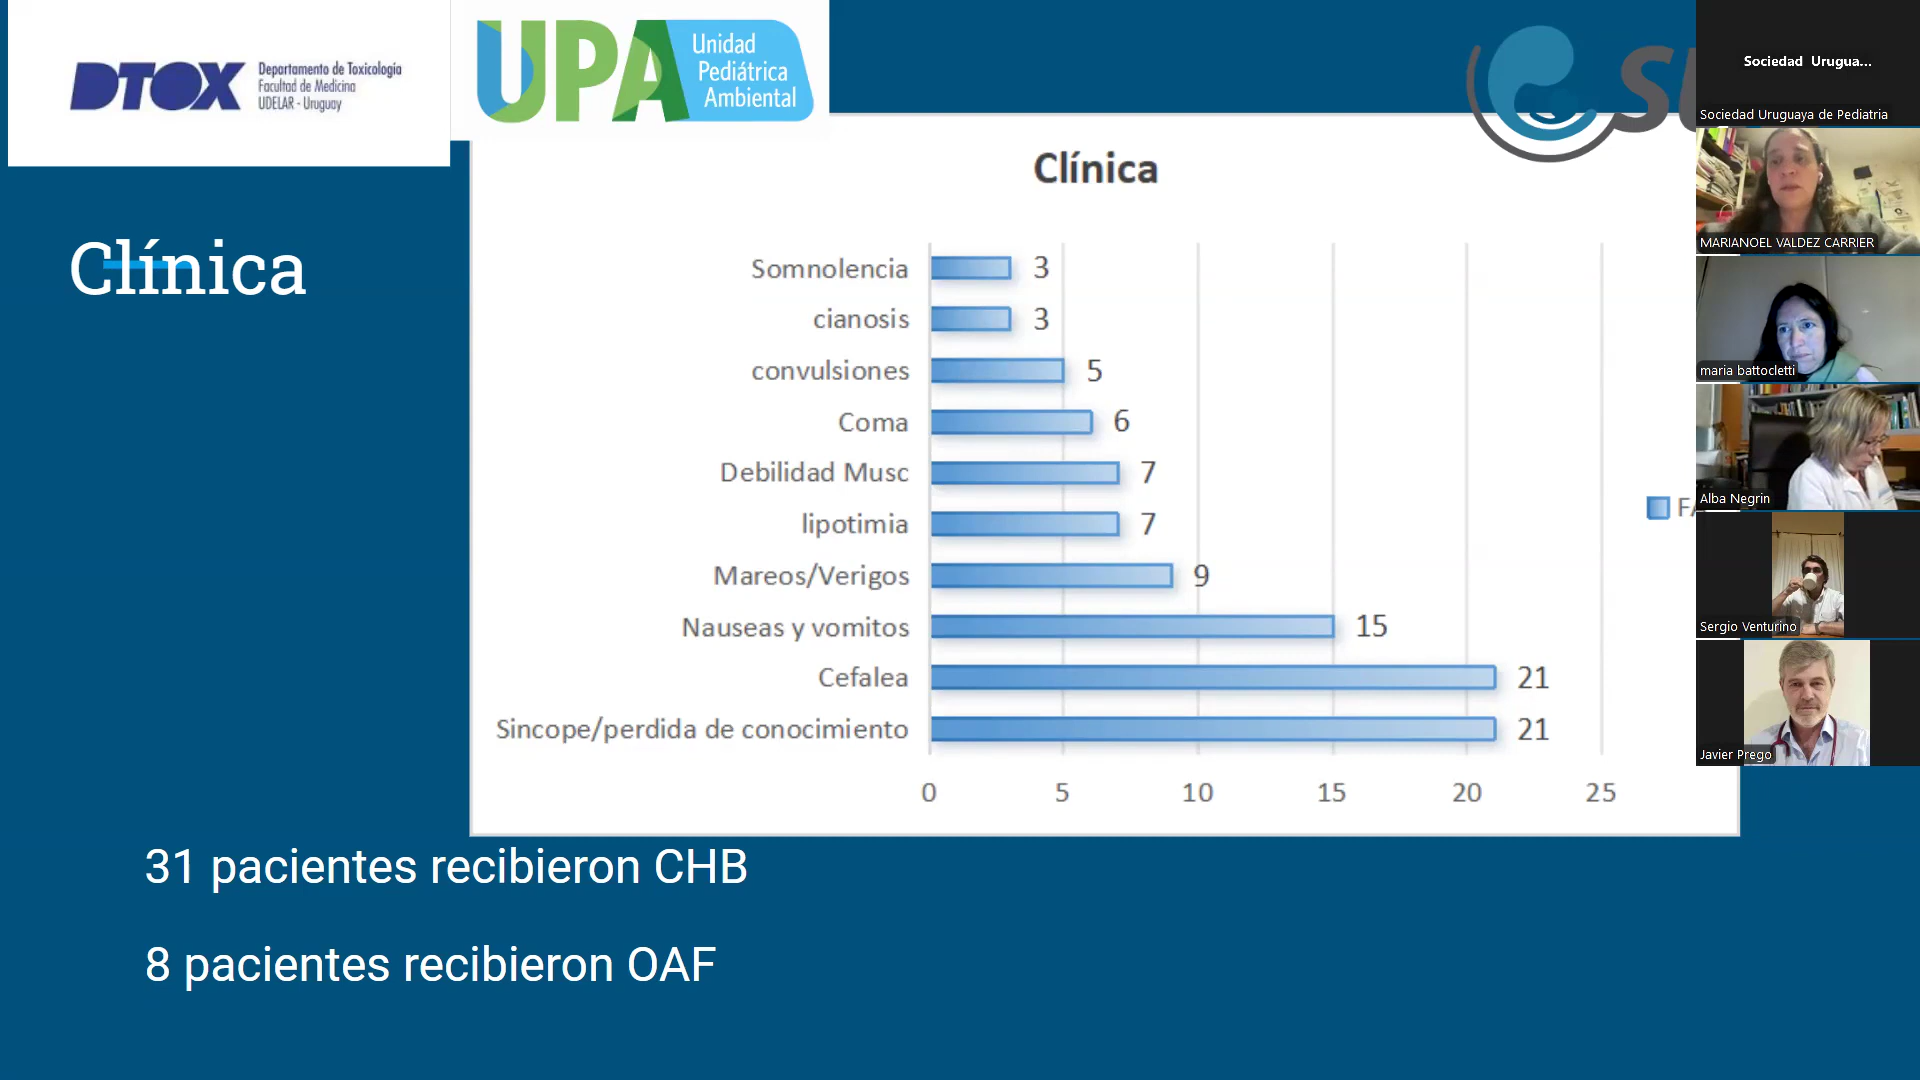 DTOX
Departamento de Toxicología
Facultad de Medicina
UDELAR - Uruguay
UPA
Unidad
Pediátrica
Ambiental
Clínica
Clínica
Somnolencia 3
cianosis 3
convulsiones 5
Coma 6
Debilidad Musc 7
lipotimia 7
Mareos/Verigos 9
Nauseas y vomitos 15
Cefalea 21
Sincope/perdida de conocimiento 21
0 5 10 15 20 25
31 pacientes recibieron CHB
8 pacientes recibieron OAF
Sociedad Urugua...
Sociedad Uruguaya de Pediatria
MARIANOEL VALDEZ CARRIER
maria battocletti
Alba Negrin
Sergio Venturino
Javier Prego